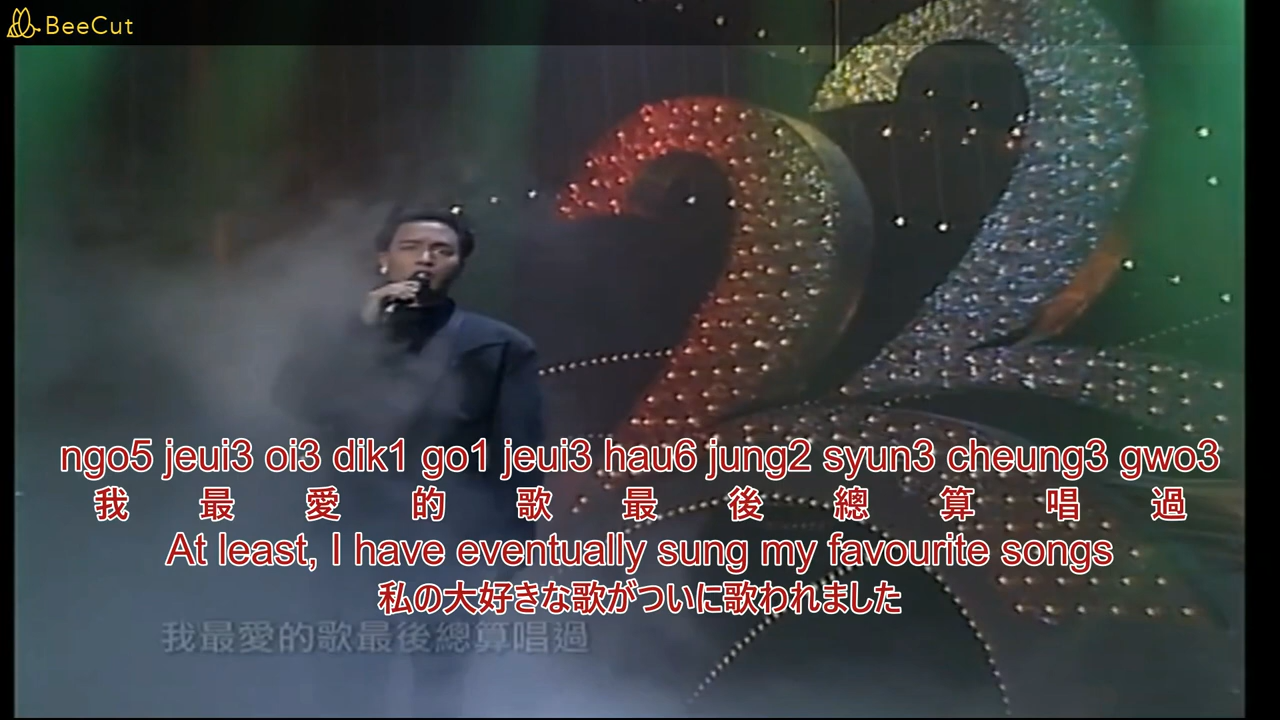 BeeCut
ngo5 jeui3 oi3 dik1 go1 jeui3 hau6 jung2 syun3 cheung3 gwo3
我 最 愛 的 歌 最 後 總 算 唱 過
At least, I have eventually sung my favourite songs
私の大好きな歌がついに歌われました
我最愛的歌最後總算唱過